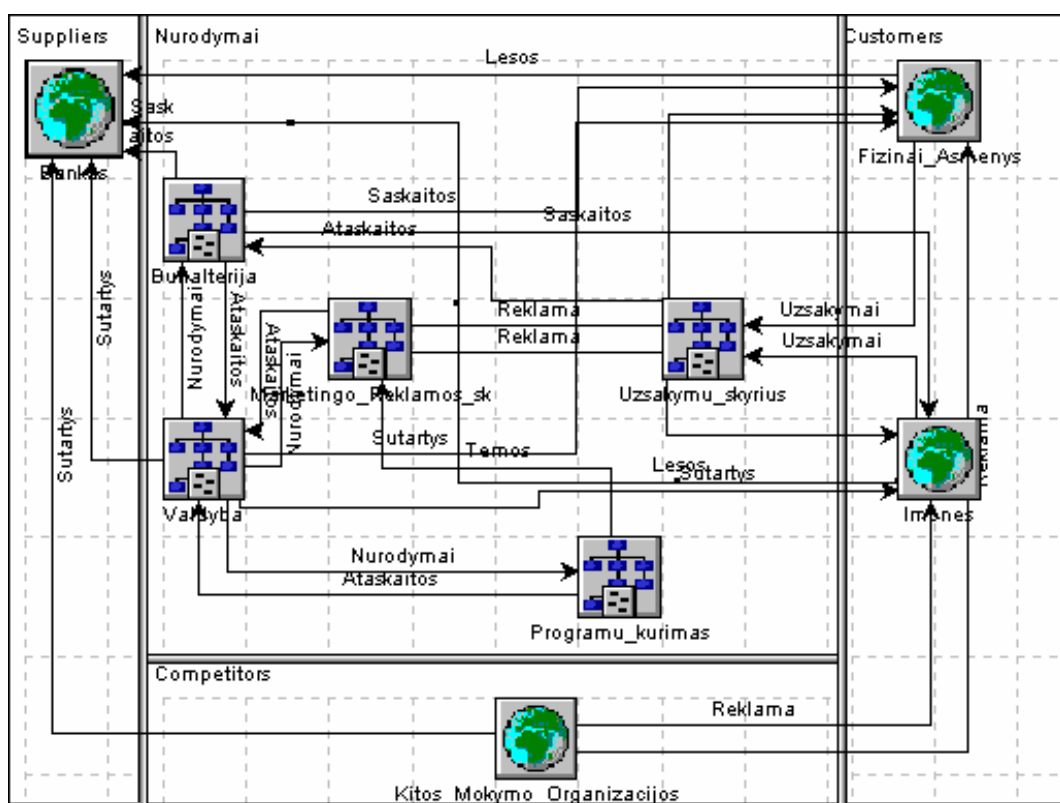 Suppliers
Nurodymai
Customers
Lesos
Sask
aitos
Bankas
Fizinai_Asmenys
Saskaitos
Saskaitos
Ataskaitos
Buhalterija
Sutartys
Nurodymai
Ataskaitos
Ataskaitos
Nurodymai
Reklama
Reklama
Uzsakymai
Uzsakymai
Marketingo_Reklamos_sk
Uzsakymu_skyrius
Sutartys
Sutartys
Temos
Lesos
Sutartys
Reklama
Valdyba
Imones
Nurodymai
Ataskaitos
Programu_kurimas
Competitors
Reklama
Kitos_Mokymo_Organizacijos